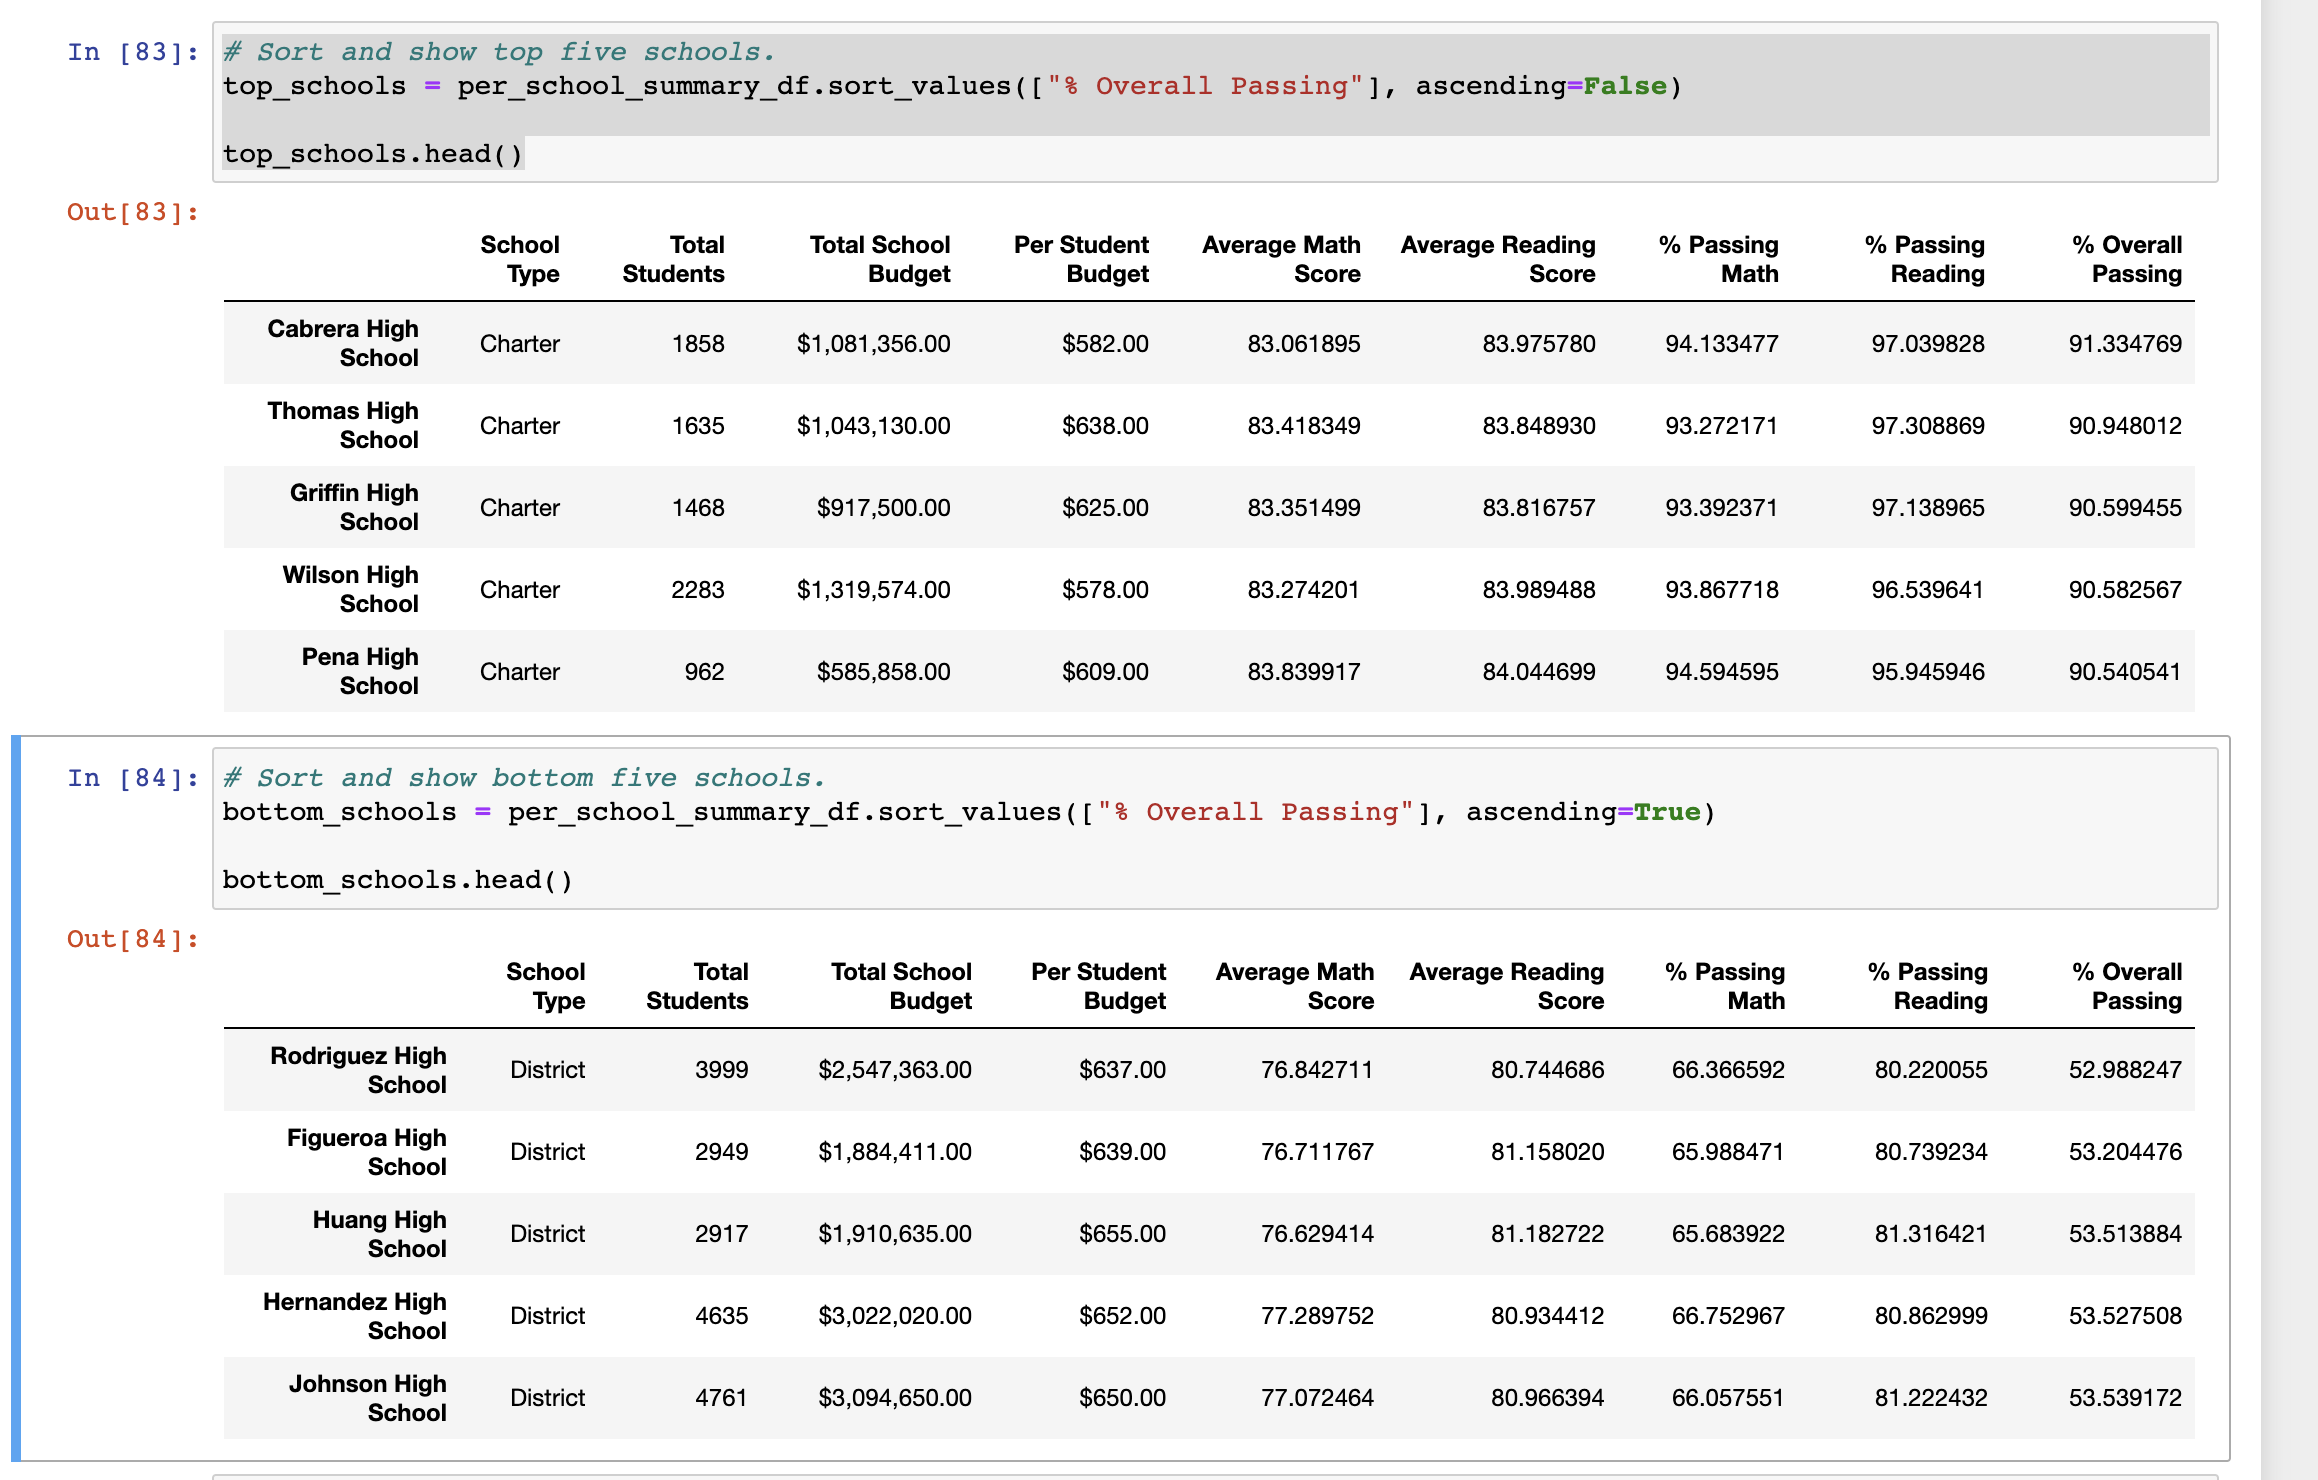 In [83]:
# Sort and show top five schools.
top_schools = per_school_summary_df.sort_values(["% Overall Passing"], ascending=False)
top_schools.head()
Out[83]:
School Type Total Students Total School Budget Per Student Budget Average Math Score Average Reading Score % Passing Math % Passing Reading % Overall Passing
Cabrera High School Charter 1858 $1,081,356.00 $582.00 83.061895 83.975780 94.133477 97.039828 91.334769
Thomas High School Charter 1635 $1,043,130.00 $638.00 83.418349 83.848930 93.272171 97.308869 90.948012
Griffin High School Charter 1468 $917,500.00 $625.00 83.351499 83.816757 93.392371 97.138965 90.599455
Wilson High School Charter 2283 $1,319,574.00 $578.00 83.274201 83.989488 93.867718 96.539641 90.582567
Pena High School Charter 962 $585,858.00 $609.00 83.839917 84.044699 94.594595 95.945946 90.540541
In [84]:
# Sort and show bottom five schools.
bottom_schools = per_school_summary_df.sort_values(["% Overall Passing"], ascending=True)
bottom_schools.head()
Out[84]:
School Type Total Students Total School Budget Per Student Budget Average Math Score Average Reading Score % Passing Math % Passing Reading % Overall Passing
Rodriguez High School District 3999 $2,547,363.00 $637.00 76.842711 80.744686 66.366592 80.220055 52.988247
Figueroa High School District 2949 $1,884,411.00 $639.00 76.711767 81.158020 65.988471 80.739234 53.204476
Huang High School District 2917 $1,910,635.00 $655.00 76.629414 81.182722 65.683922 81.316421 53.513884
Hernandez High School District 4635 $3,022,020.00 $652.00 77.289752 80.934412 66.752967 80.862999 53.527508
Johnson High School District 4761 $3,094,650.00 $650.00 77.072464 80.966394 66.057551 81.222432 53.539172